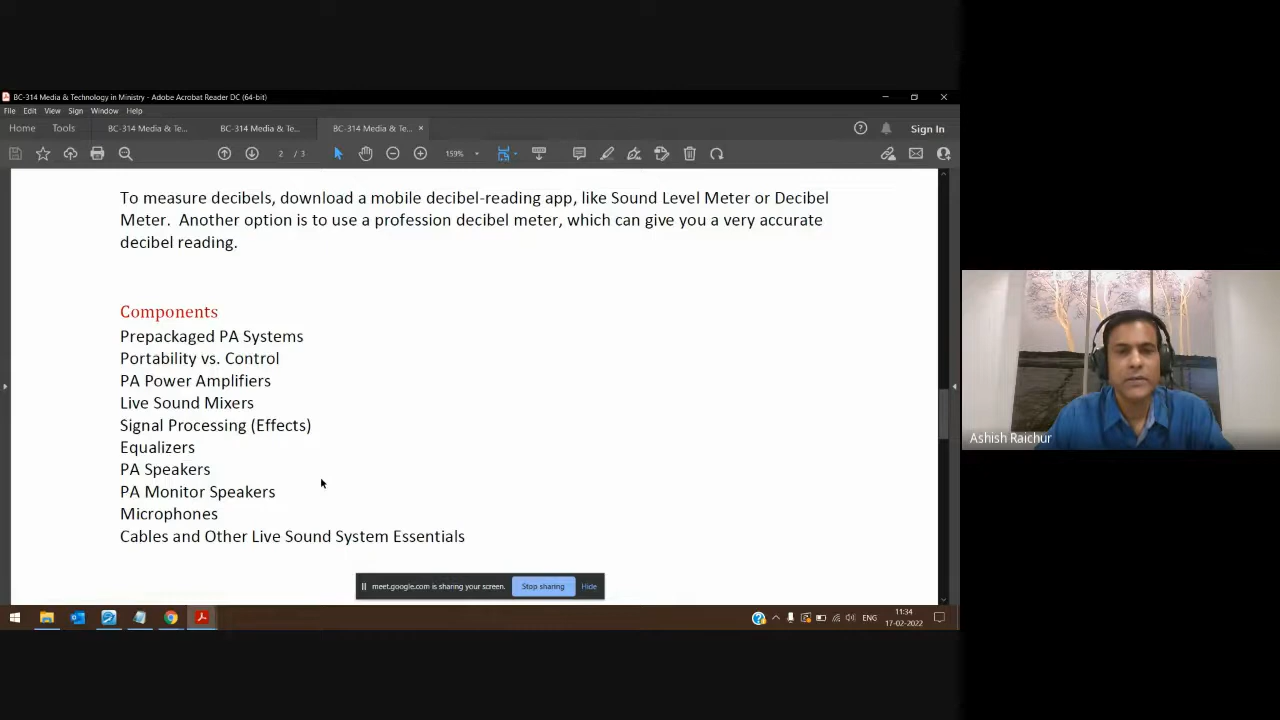 BC-314 Media & Technology in Ministry - Adobe Acrobat Reader DC (64-bit)
File Edit View Sign Window Help
Home Tools BC-314 Media & Te... BC-314 Media & Te... BC-314 Media & Te... × Sign In
2 / 3 159%
To measure decibels, download a mobile decibel-reading app, like Sound Level Meter or Decibel
Meter. Another option is to use a profession decibel meter, which can give you a very accurate
decibel reading.
Components
Prepackaged PA Systems
Portability vs. Control
PA Power Amplifiers
Live Sound Mixers
Signal Processing (Effects)
Equalizers
PA Speakers
PA Monitor Speakers
Microphones
Cables and Other Live Sound System Essentials
meet.google.com is sharing your screen. Stop sharing Hide
ENG
11:34
17-02-2022
Ashish Raichur